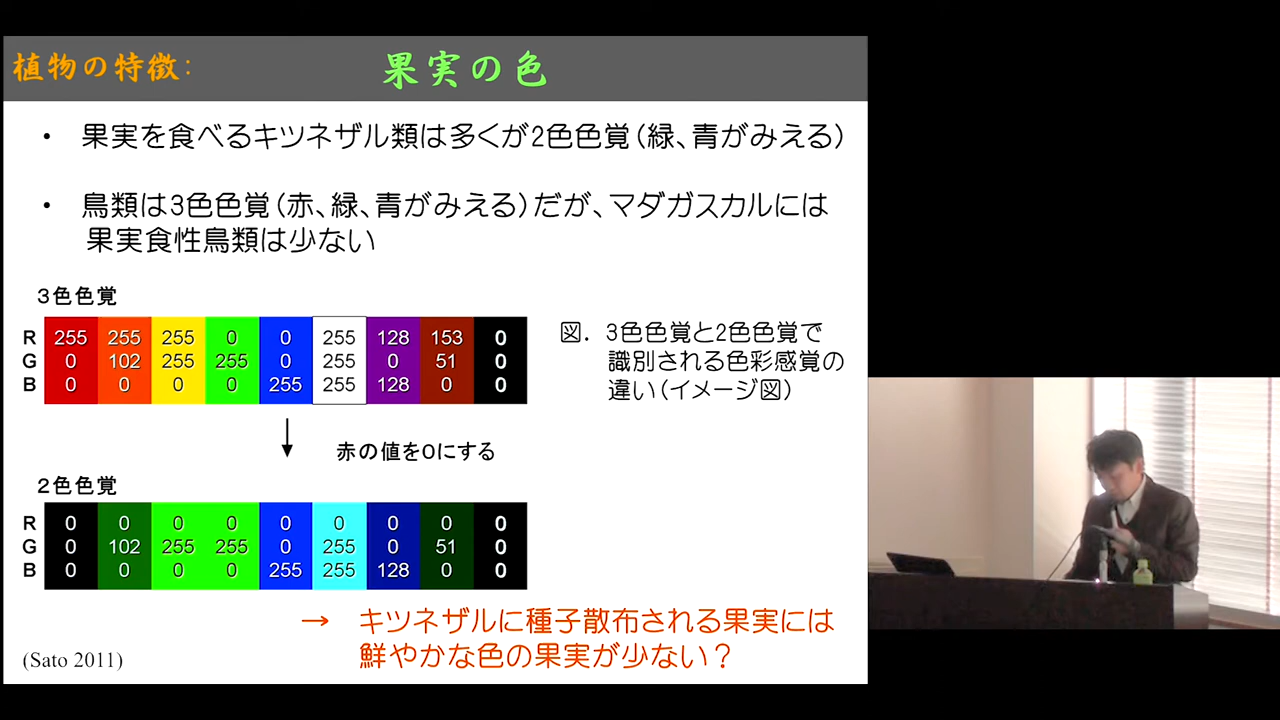 植物の特徴:
果実の色
・ 果実を食べるキツネザル類は多くが2色色覚(緑、青がみえる)
・ 鳥類は3色色覚(赤、緑、青がみえる)だが、マダガスカルには
果実食性鳥類は少ない
3色色覚
R 255 255 255 0 0 255 128 153 0
G 0 102 255 255 0 255 0 51 0
B 0 0 0 0 255 255 128 0 0
図. 3色色覚と2色色覚で
識別される色彩感覚の
違い(イメージ図)
赤の値を0にする
2色色覚
R 0 0 0 0 0 0 0 0 0
G 0 102 255 255 0 255 0 51 0
B 0 0 0 0 255 255 128 0 0
→ キツネザルに種子散布される果実には
鮮やかな色の果実が少ない?
(Sato 2011)